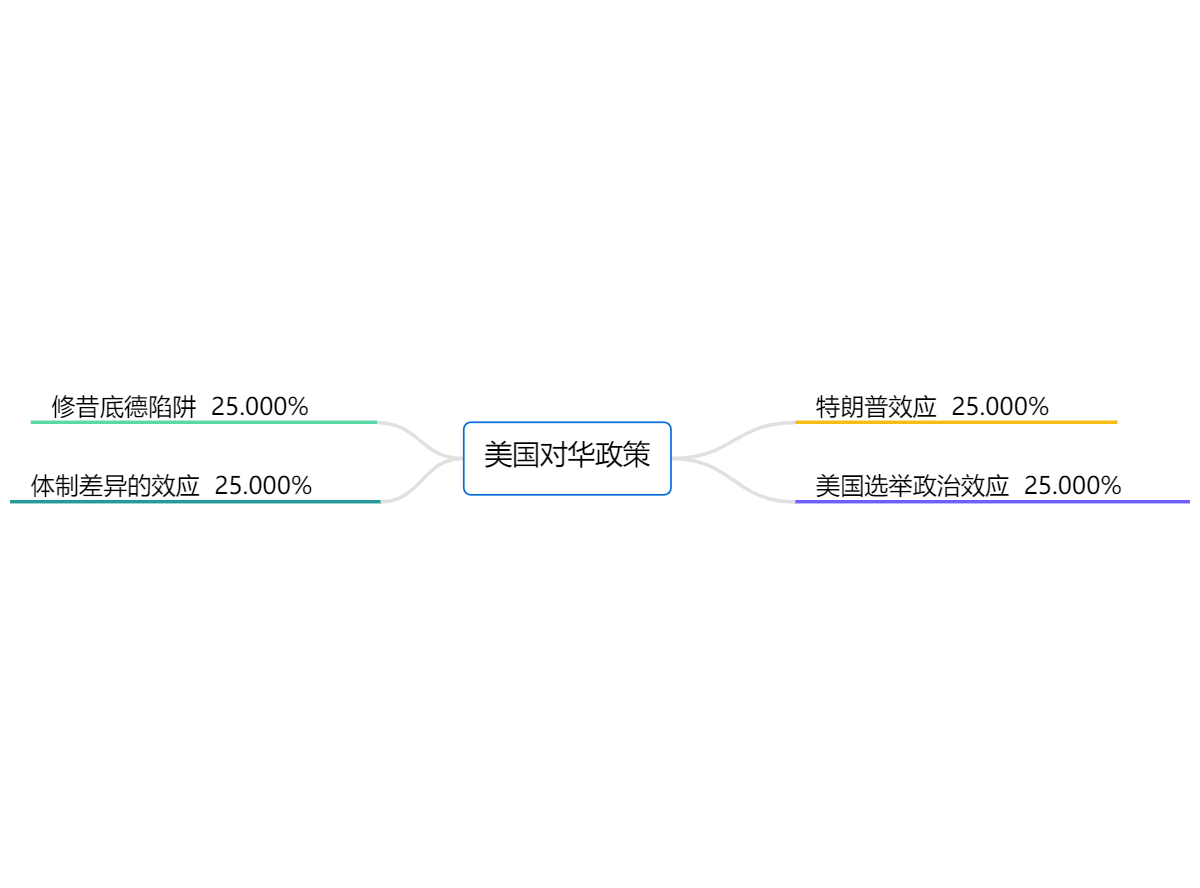 修昔底德陷阱 25.000%
特朗普效应 25.000%
美国对华政策
体制差异的效应 25.000%
美国选举政治效应 25.000%